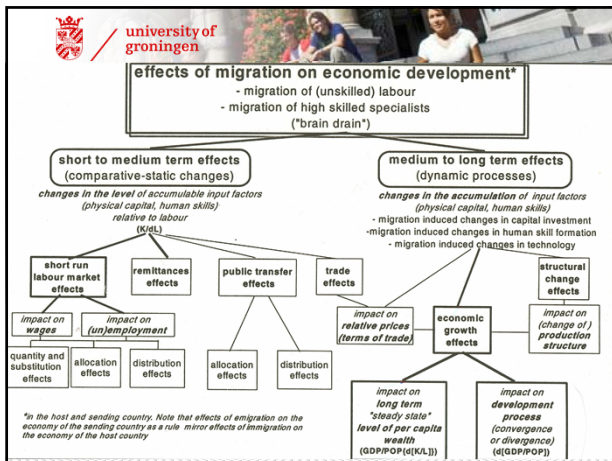 university of
groningen
effects of migration on economic development*
- migration of (unskilled) labour
- migration of high skilled specialists
("brain drain")
short to medium term effects
(comparative-static changes)
changes in the level of accumulable input factors
(physical capital, human skills)
relative to labour
(K/dL)
medium to long term effects
(dynamic processes)
changes in the accumulation of input factors
(physical capital, human skills)
- migration induced changes in capital investment
-migration induced changes in human skill formation
- migration induced changes in technology
short run
labour market
effects
remittances
effects
public transfer
effects
trade
effects
structural
change
effects
impact on
wages
impact on
(un)employment
impact on
relative prices
(terms of trade)
economic
growth
effects
impact on
(change of )
production
structure
quantity and
substitution
effects
allocation
effects
distribution
effects
allocation
effects
distribution
effects
impact on
long term
"steady state"
level of per capita
wealth
(GDP/POP(d[K/L]))
impact on
development
process
(convergence
or divergence)
(d[GDP/POP])
*in the host and sending country. Note that effects of emigration on the
economy of the sending country as a rule mirror effects of immigration on
the economy of the host country